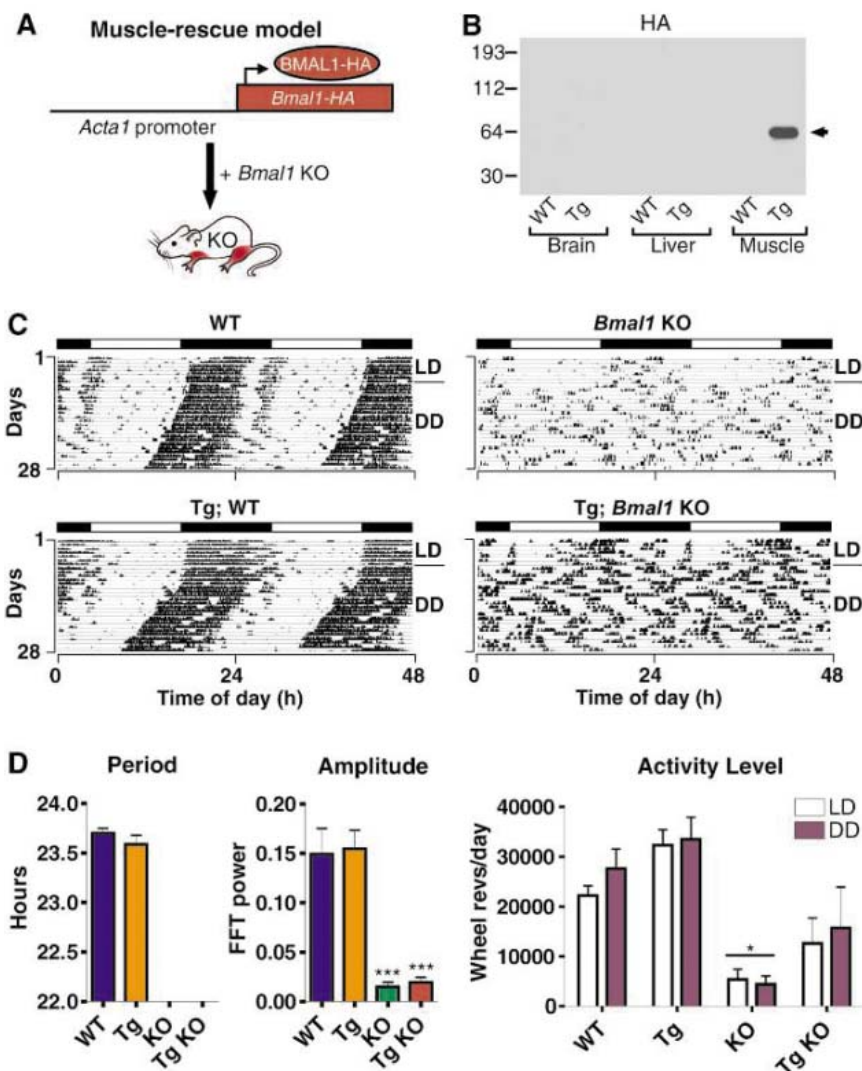 A
Muscle-rescue model
BMAL1-HA
Bmal1-HA
Acta1 promoter
+ Bmal1 KO
KO
B
HA
193
112
64
30
WT Tg WT Tg WT Tg
Brain Liver Muscle
C
WT
1
Days
28
LD
DD
Bmal1 KO
LD
DD
0 24 48
Tg; WT
1
Days
28
LD
DD
0 24 48
Time of day (h)
Tg; Bmal1 KO
LD
DD
0 24 48
Time of day (h)
D
Period
24.0
23.5
23.0
22.5
22.0
Hours
WT Tg KO Tg KO
Amplitude
0.20
0.15
0.10
0.05
0.00
FFT power
*** ***
WT Tg KO Tg KO
Activity Level
LD
DD
40000
30000
20000
10000
0
Wheel revs/day
*
WT Tg KO Tg KO